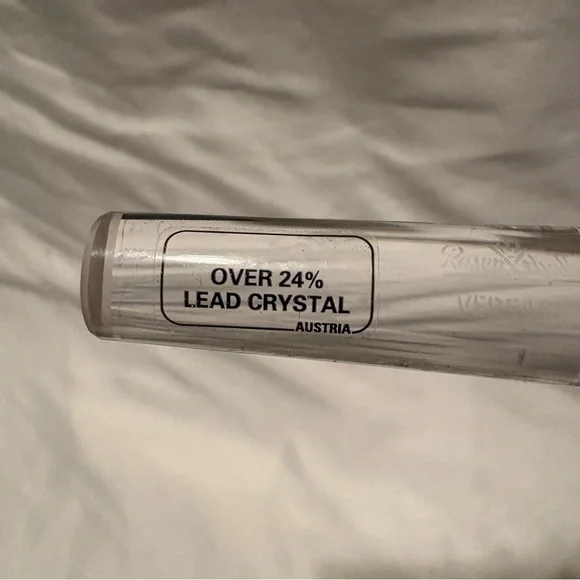 OVER 24%
LEAD CRYSTAL
AUSTRIA